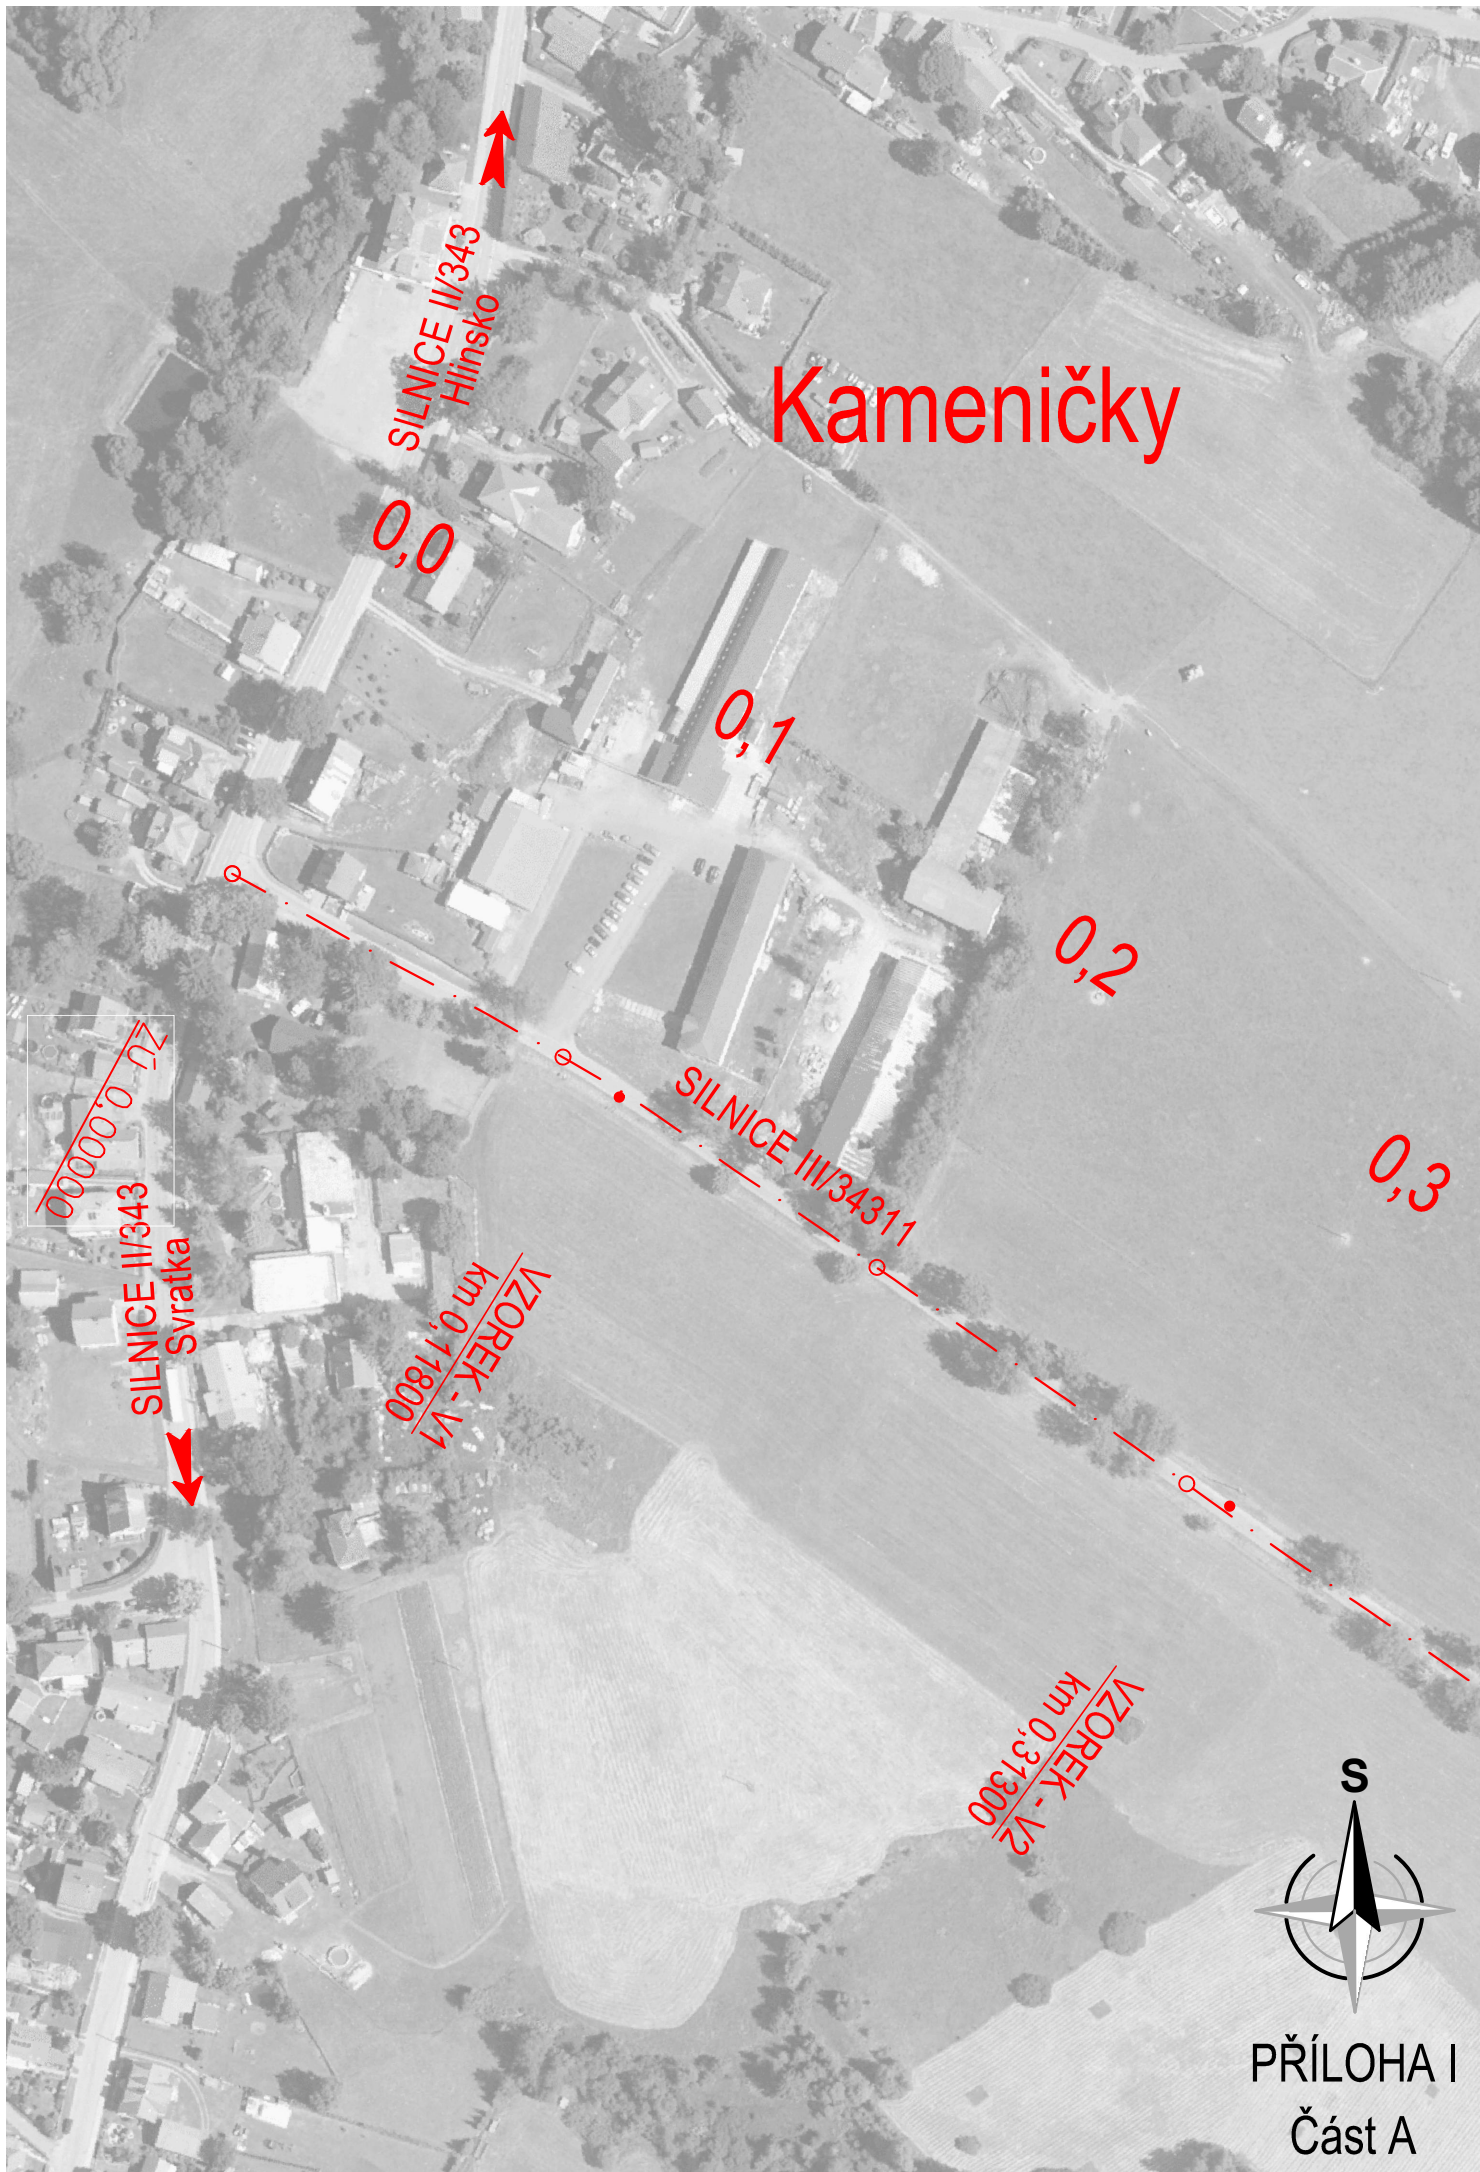 SILNICE II/343
Hlinsko
Kameničky
0,0
0,1
0,2
0,3
ZÚ 0,00000
SILNICE II/343
Svratka
SILNICE III/34311
VZOREK - V1
km 0,11800
VZOREK - V2
km 0,31300
S
PŘÍLOHA I
Část A